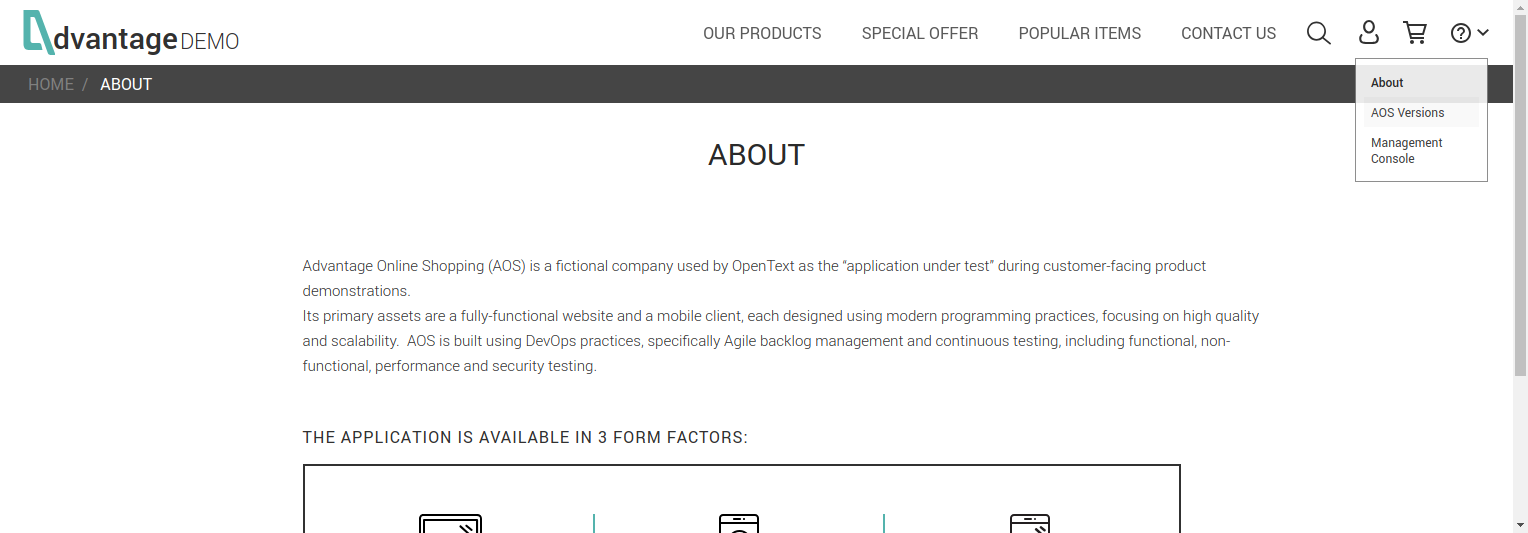 dvantage DEMO
OUR PRODUCTS
SPECIAL OFFER
POPULAR ITEMS
CONTACT US
?
HOME / ABOUT
About
AOS Versions
Management
Console
ABOUT
Advantage Online Shopping (AOS) is a fictional company used by OpenText as the “application under test” during customer-facing product
demonstrations.
Its primary assets are a fully-functional website and a mobile client, each designed using modern programming practices, focusing on high quality
and scalability.  AOS is built using DevOps practices, specifically Agile backlog management and continuous testing, including functional, non-
functional, performance and security testing.
THE APPLICATION IS AVAILABLE IN 3 FORM FACTORS: